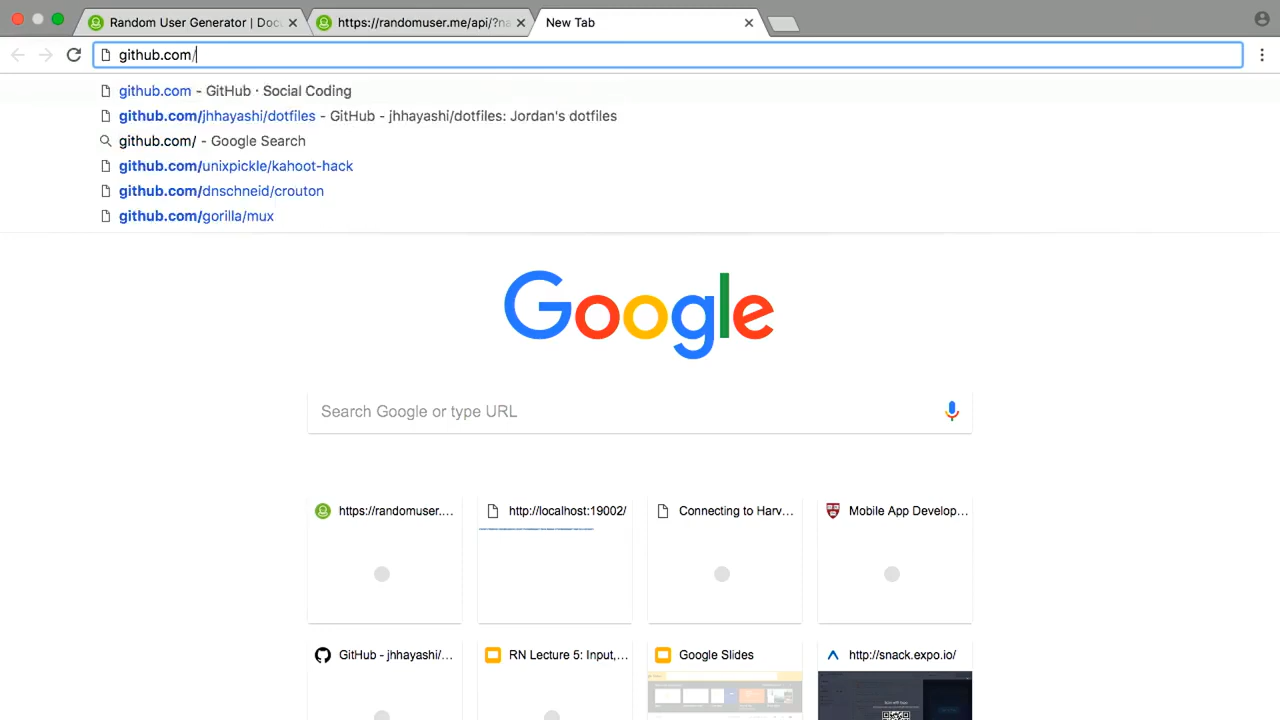 Random User Generator | Docu
https://randomuser.me/api/?na
New Tab
github.com/
github.com - GitHub · Social Coding
github.com/jhhayashi/dotfiles - GitHub - jhhayashi/dotfiles: Jordan's dotfiles
github.com/ - Google Search
github.com/unixpickle/kahoot-hack
github.com/dnschneid/crouton
github.com/gorilla/mux
Google
Search Google or type URL
https://randomuser.…
http://localhost:19002/
Connecting to Harv…
Mobile App Develop…
GitHub - jhhayashi/…
RN Lecture 5: Input,…
Google Slides
http://snack.expo.io/